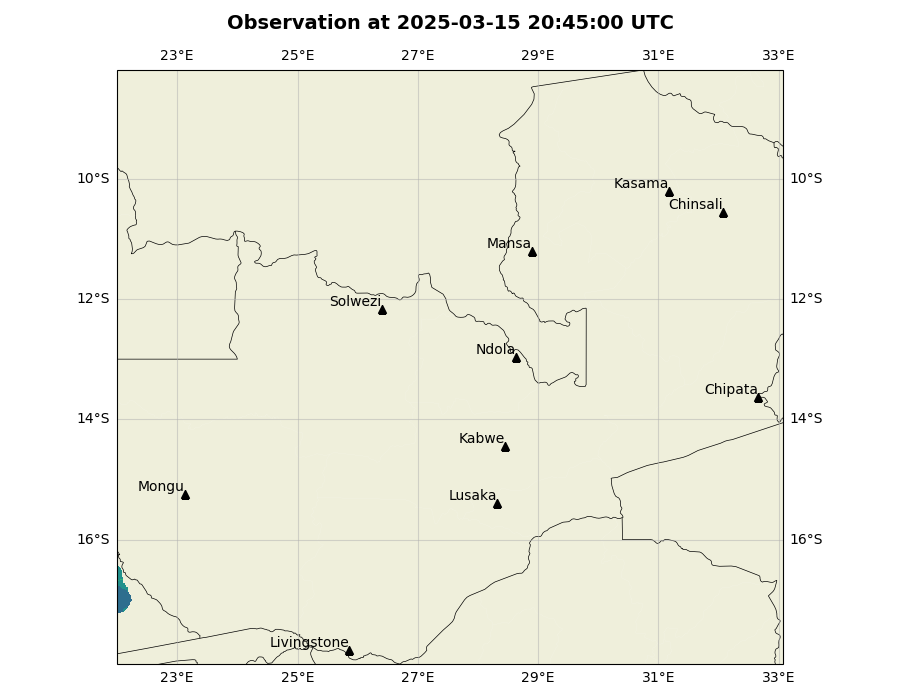 Observation at 2025-03-15 20:45:00 UTC
23°E 25°E 27°E 29°E 31°E 33°E
10°S 10°S
Kasama
Chinsali
Mansa
12°S 12°S
Solwezi
Ndola
Chipata
14°S 14°S
Kabwe
Mongu
Lusaka
16°S 16°S
Livingstone
23°E 25°E 27°E 29°E 31°E 33°E